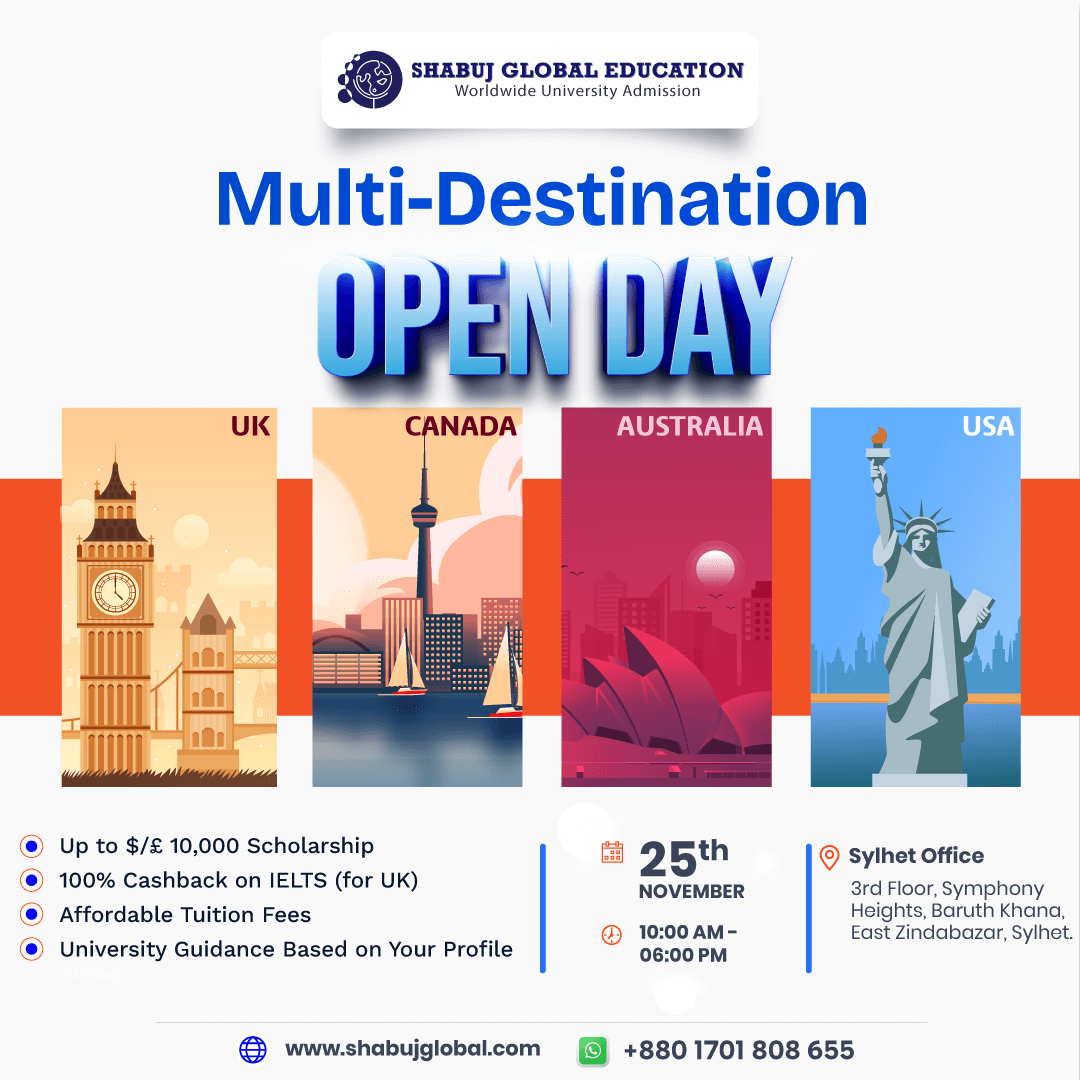 SHABUJ GLOBAL EDUCATION
Worldwide University Admission
Multi-Destination
OPEN DAY
UK
CANADA
AUSTRALIA
USA
Up to $/£ 10,000 Scholarship
100% Cashback on IELTS (for UK)
Affordable Tuition Fees
University Guidance Based on Your Profile
25th
NOVEMBER
10:00 AM -
06:00 PM
Sylhet Office
3rd Floor, Symphony
Heights, Baruth Khana,
East Zindabazar, Sylhet.
www.shabujglobal.com
+880 1701 808 655